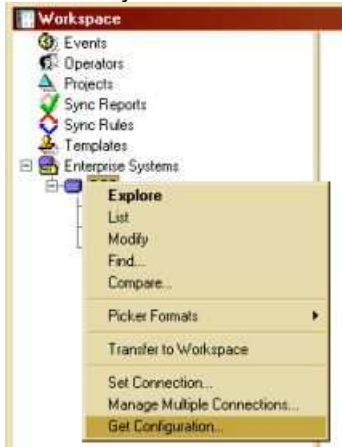 Workspace
Events
Operators
Projects
Sync Reports
Sync Rules
Templates
Enterprise Systems
Explore
List
Modify
Find...
Compare...
Picker Formats
Transfer to Workspace
Set Connection...
Manage Multiple Connections...
Get Configuration...